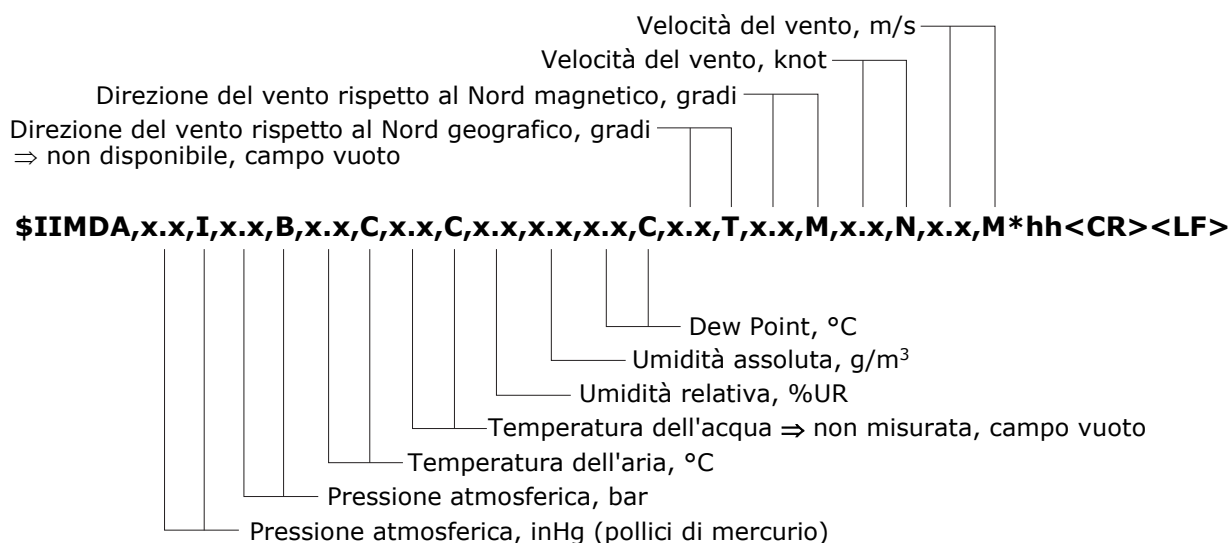 Velocità del vento, m/s
Velocità del vento, knot
Direzione del vento rispetto al Nord magnetico, gradi
Direzione del vento rispetto al Nord geografico, gradi
⇒ non disponibile, campo vuoto
$IIMDA,x.x,I,x.x,B,x.x,C,x.x,C,x.x,x.x,x.x,C,x.x,T,x.x,M,x.x,N,x.x,M*hh<CR><LF>
Dew Point, °C
Umidità assoluta, g/m³
Umidità relativa, %UR
Temperatura dell'acqua ⇒ non misurata, campo vuoto
Temperatura dell'aria, °C
Pressione atmosferica, bar
Pressione atmosferica, inHg (pollici di mercurio)